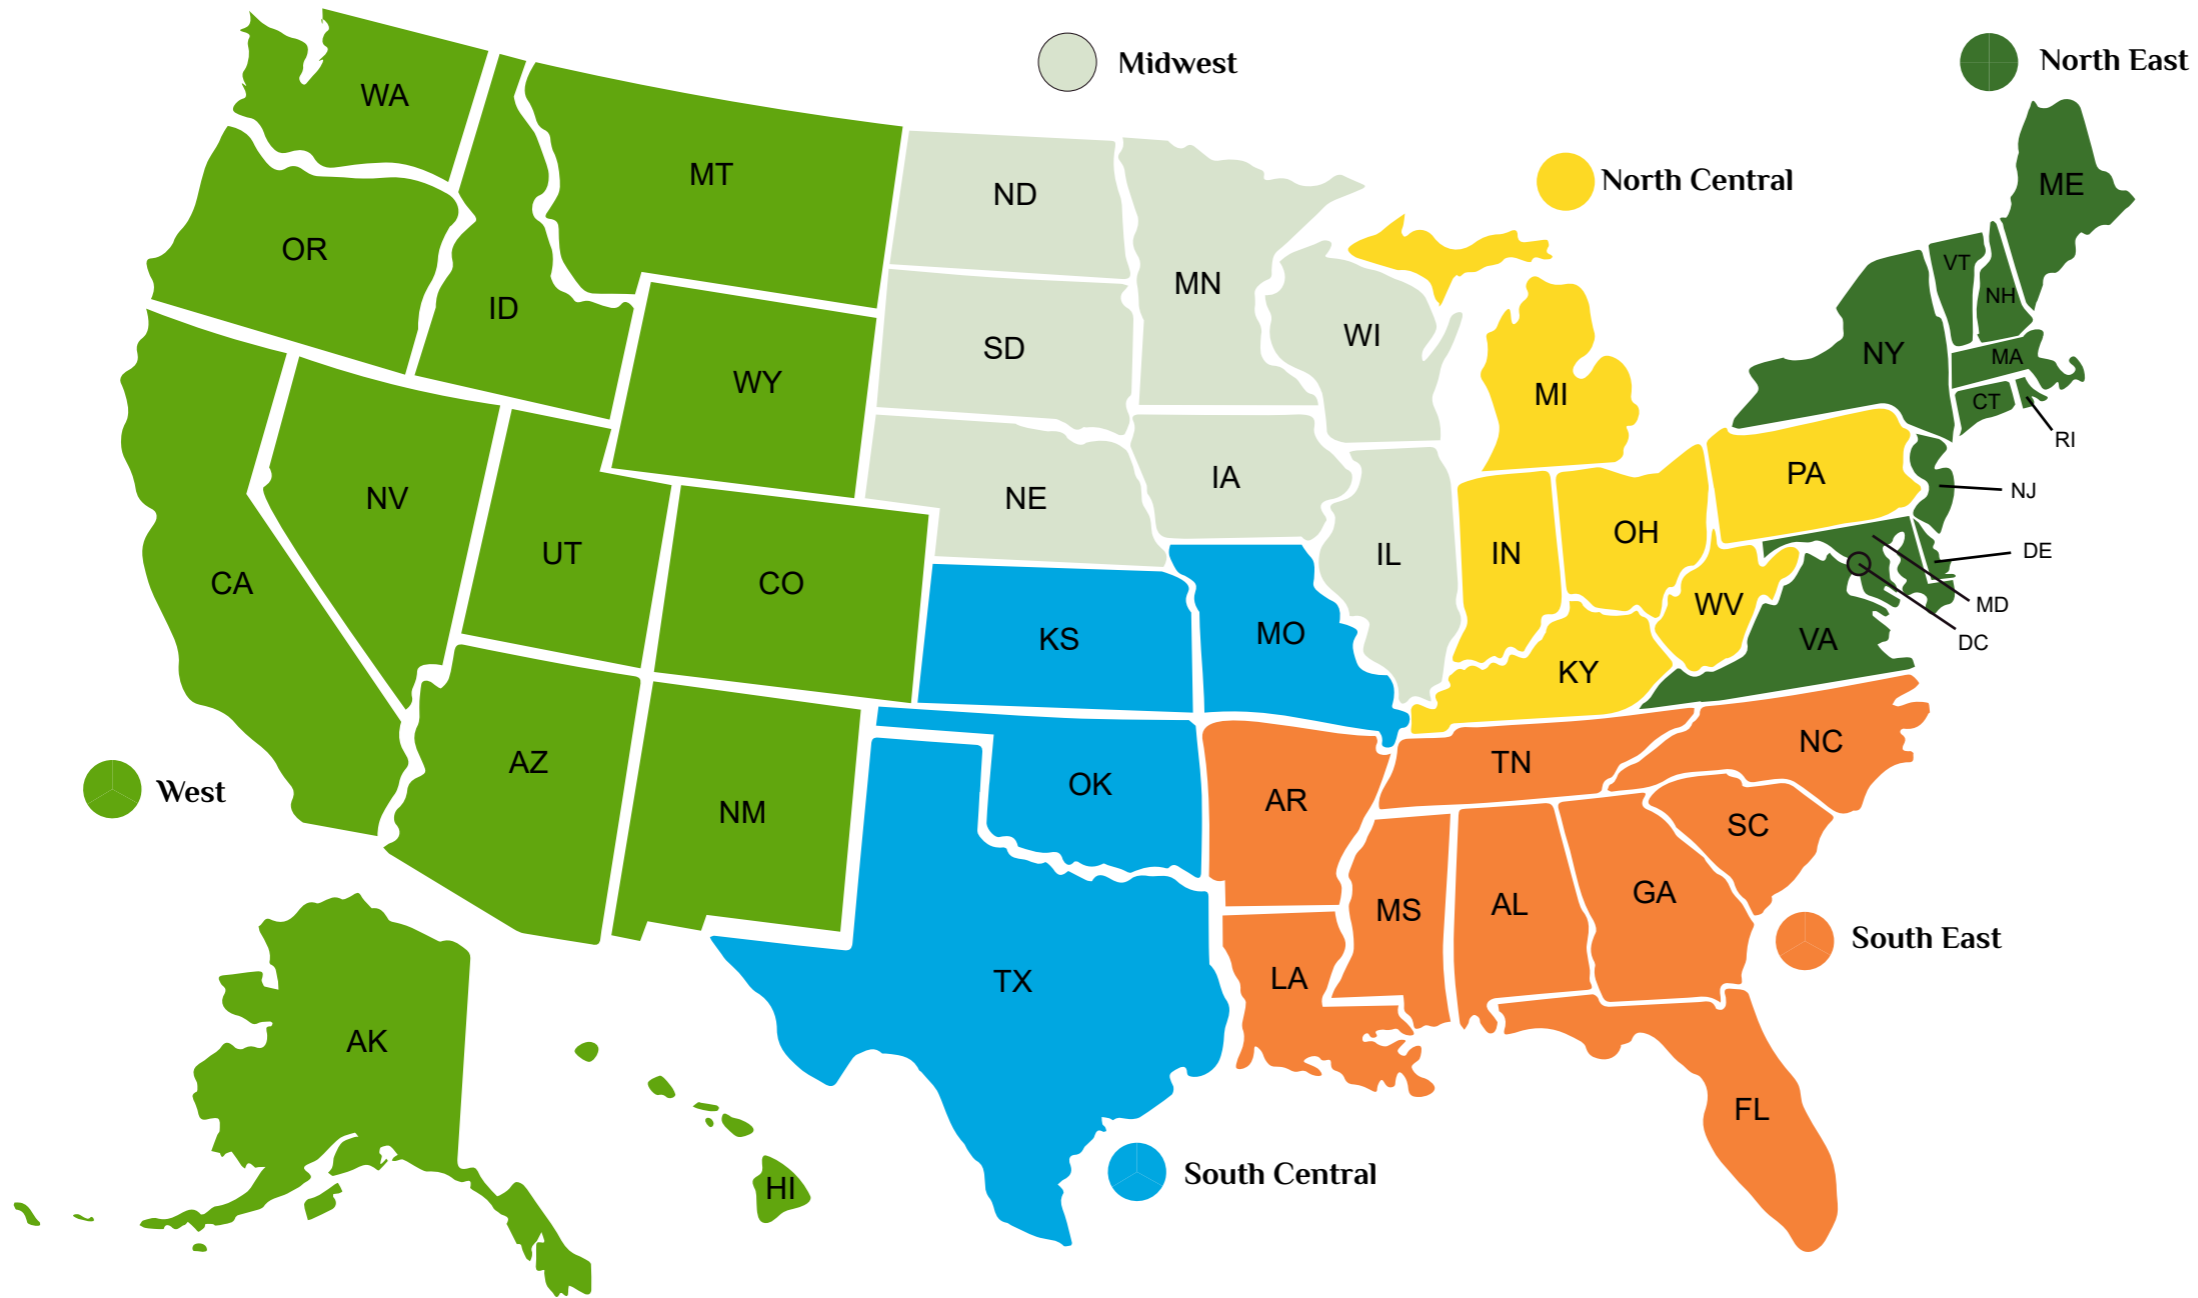 Midwest
North East
WA
North Central
MT
ME
ND
OR
VT
MN
NH
ID
WI
SD
NY
MA
WY
MI
CT
RI
PA
IA
NJ
NE
NV
OH
UT
IN
IL
DE
CA
CO
WV
MD
MO
KS
VA
DC
KY
NC
AZ
TN
OK
West
AR
NM
SC
GA
AL
MS
South East
LA
TX
AK
FL
South Central
HI